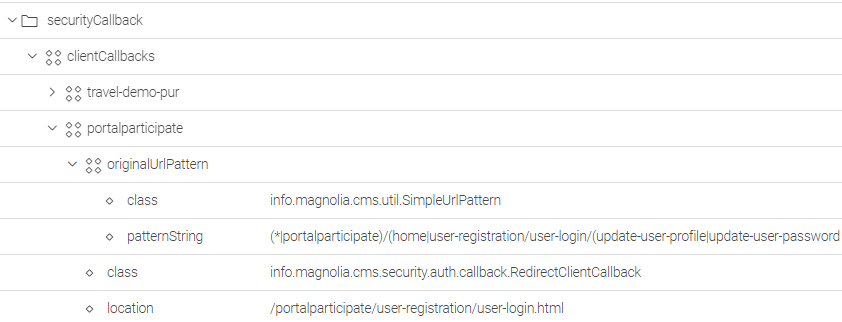 securityCallback
clientCallbacks
travel-demo-pur
portalparticipate
originalUrlPattern
class info.magnolia.cms.util.SimpleUrlPattern
patternString (*|portalparticipate)/(home|user-registration/user-login/(update-user-profile|update-user-password
class info.magnolia.cms.security.auth.callback.RedirectClientCallback
location /portalparticipate/user-registration/user-login.html